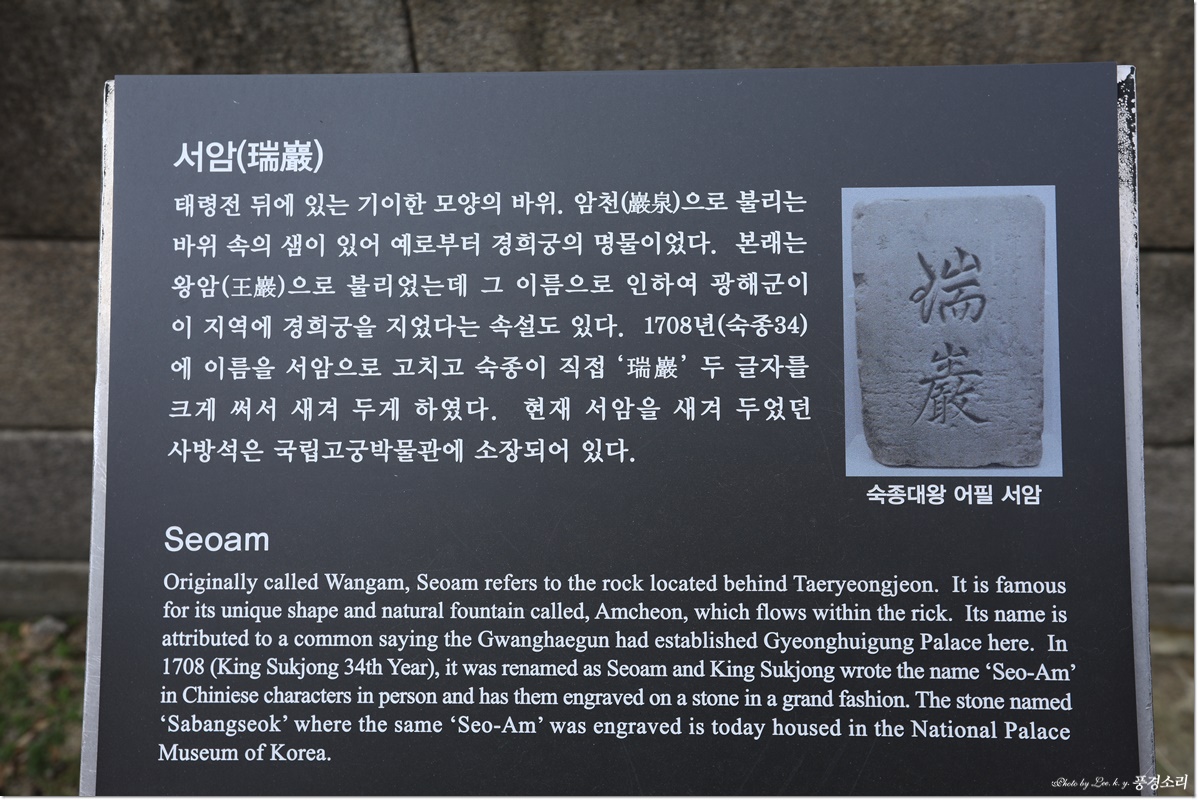 서암(瑞巖)
태령전 뒤에 있는 기이한 모양의 바위. 암천(巖泉)으로 불리는
바위 속의 샘이 있어 예로부터 경희궁의 명물이었다. 본래는
왕암(王巖)으로 불리었는데 그 이름으로 인하여 광해군이
이 지역에 경희궁을 지었다는 속설도 있다. 1708년(숙종34)
에 이름을 서암으로 고치고 숙종이 직접 ‘瑞巖’ 두 글자를
크게 써서 새겨 두게 하였다. 현재 서암을 새겨 두었던
사방석은 국립고궁박물관에 소장되어 있다.
瑞
巖
숙종대왕 어필 서암
Seoam
Originally called Wangam, Seoam refers to the rock located behind Taeryeongjeon. It is famous
for its unique shape and natural fountain called, Amcheon, which flows within the rick. Its name is
attributed to a common saying the Gwanghaegun had established Gyeonghuigung Palace here. In
1708 (King Sukjong 34th Year), it was renamed as Seoam and King Sukjong wrote the name ‘Seo-Am’
in Chiniese characters in person and has them engraved on a stone in a grand fashion. The stone named
‘Sabangseok’ where the same ‘Seo-Am’ was engraved is today housed in the National Palace
Museum of Korea.
Photo by Lee. k. y. 풍경소리